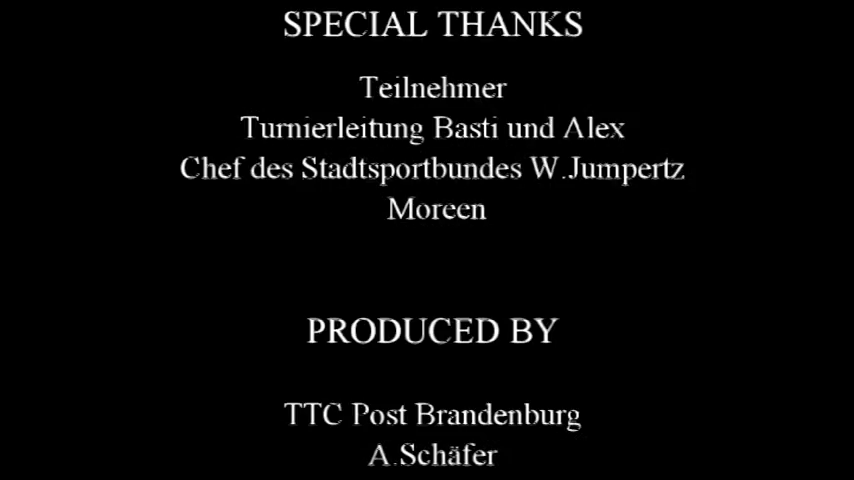 SPECIAL THANKS
Teilnehmer
Turnierleitung Basti und Alex
Chef des Stadtsportbundes W.Jumpertz
Moreen
PRODUCED BY
TTC Post Brandenburg
A.Schäfer